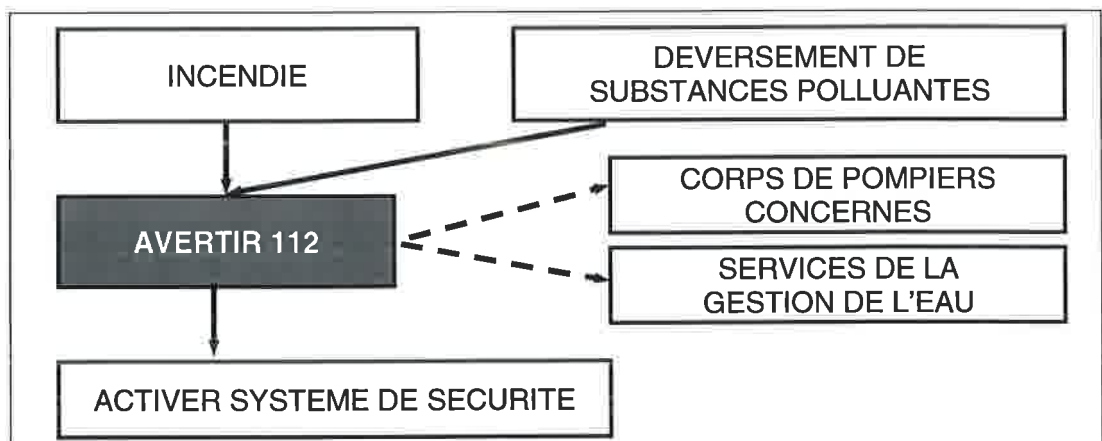 INCENDIE
DEVERSEMENT DE
SUBSTANCES POLLUANTES
AVERTIR 112
CORPS DE POMPIERS
CONCERNES
SERVICES DE LA
GESTION DE L'EAU
ACTIVER SYSTEME DE SECURITE